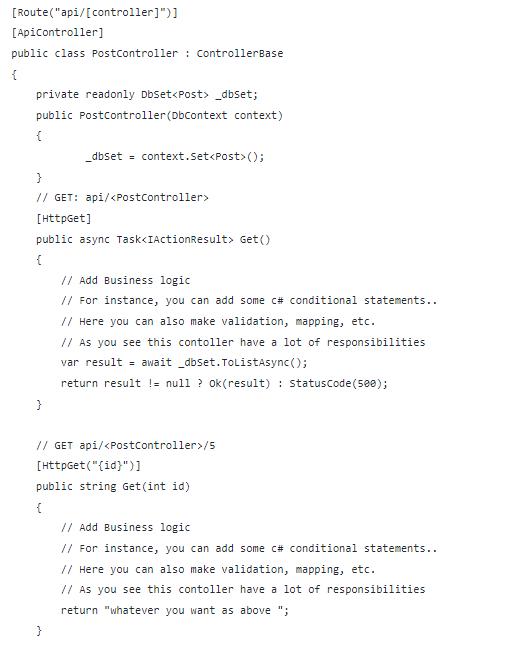 [Route("api/[controller]")]
[ApiController]
public class PostController : ControllerBase
{
    private readonly DbSet<Post> _dbSet;
    public PostController(DbContext context)
    {
            _dbSet = context.Set<Post>();
    }
    // GET: api/<PostController>
    [HttpGet]
    public async Task<IActionResult> Get()
    {
        // Add Business logic
        // For instance, you can add some c# conditional statements..
        // Here you can also make validation, mapping, etc.
        // As you see this contoller have a lot of responsibilities
        var result = await _dbSet.ToListAsync();
        return result != null ? Ok(result) : StatusCode(500);
    }

    // GET api/<PostController>/5
    [HttpGet("{id}")]
    public string Get(int id)
    {
        // Add Business logic
        // For instance, you can add some c# conditional statements..
        // Here you can also make validation, mapping, etc.
        // As you see this contoller have a lot of responsibilities
        return "whatever you want as above ";
    }